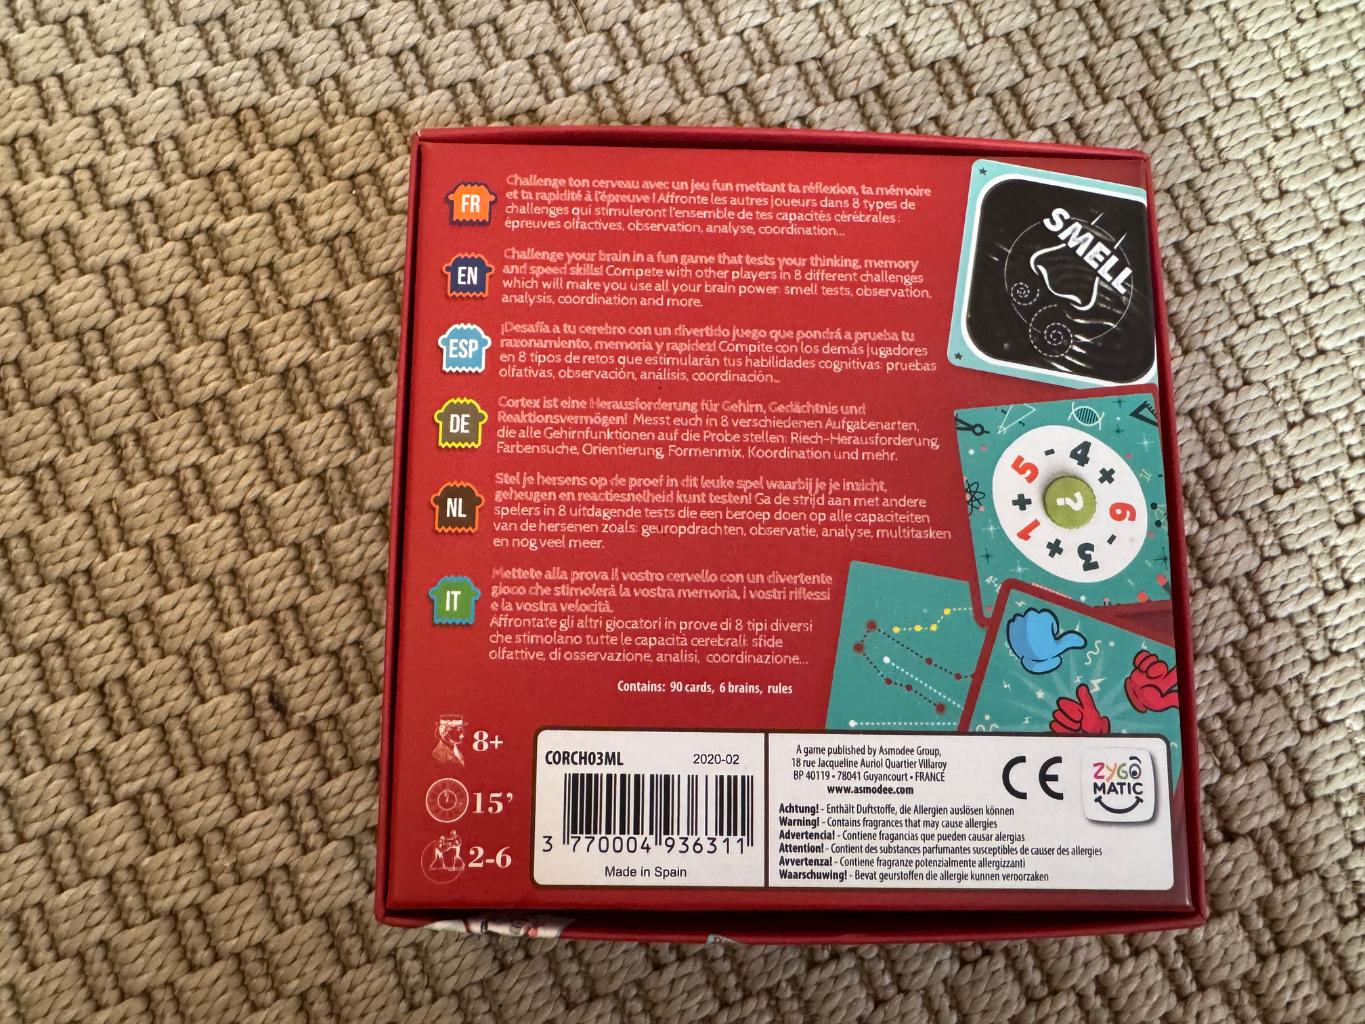 FR
Challenge ton cerveau avec un jeu fun mettant ta réflexion, ta mémoire
et ta rapidité à l'épreuve ! Affronte les autres joueurs dans 8 types de
challenges qui stimuleront l'ensemble de tes capacités cérébrales :
épreuves olfactives, observation, analyse, coordination...
EN
Challenge your brain in a fun game that tests your thinking, memory
and speed skills! Compete with other players in 8 different challenges
which will make you use all your brain power: smell tests, observation,
analysis, coordination and more.
ESP
¡Desafía a tu cerebro con un divertido juego que pondrá a prueba tu
razonamiento, memoria y rapidez! Compite con los demás jugadores
en 8 tipos de retos que estimularán tus habilidades cognitivas: pruebas
olfativas, observación, análisis, coordinación...
DE
Cortex ist eine Herausforderung für Gehirn, Gedächtnis und
Reaktionsvermögen! Messt euch in 8 verschiedenen Aufgabenarten,
die alle Gehirnfunktionen auf die Probe stellen: Riech-Herausforderung,
Farbensuche, Orientierung, Formenmix, Koordination und mehr.
NL
Stel je hersens op de proef in dit leuke spel waarbij je je inzicht,
geheugen en reactiesnelheid kunt testen! Ga de strijd aan met andere
spelers in 8 uitdagende tests die een beroep doen op alle capaciteiten
van de hersenen zoals: geuropdrachten, observatie, analyse, multitasken
en nog veel meer.
IT
Mettete alla prova il vostro cervello con un divertente
gioco che stimolerà la vostra memoria, i vostri riflessi
e la vostra velocità.
Affrontate gli altri giocatori in prove di 8 tipi diversi
che stimolano tutte le capacità cerebrali: sfide
olfattive, di osservazione, analisi, coordinazione...
Contains: 90 cards, 6 brains, rules
SMELL
4 + 6 - 3 + 1 + 5 -
?
8+
15'
2-6
CORCH03ML 2020-02
3 770004 936311
Made in Spain
A game published by Asmodee Group,
18 rue Jacqueline Auriol Quartier Villaroy
BP 40119 • 78041 Guyancourt • FRANCE
www.asmodee.com
CE
ZYGO
MATIC
Achtung! - Enthält Duftstoffe, die Allergien auslösen können
Warning! - Contains fragrances that may cause allergies
Advertencia! - Contiene fragancias que pueden causar alergias
Attention! - Contient des substances parfumantes susceptibles de causer des allergies
Avvertenza! - Contiene fragranze potenzialmente allergizzanti
Waarschuwing! - Bevat geurstoffen die allergie kunnen veroorzaken